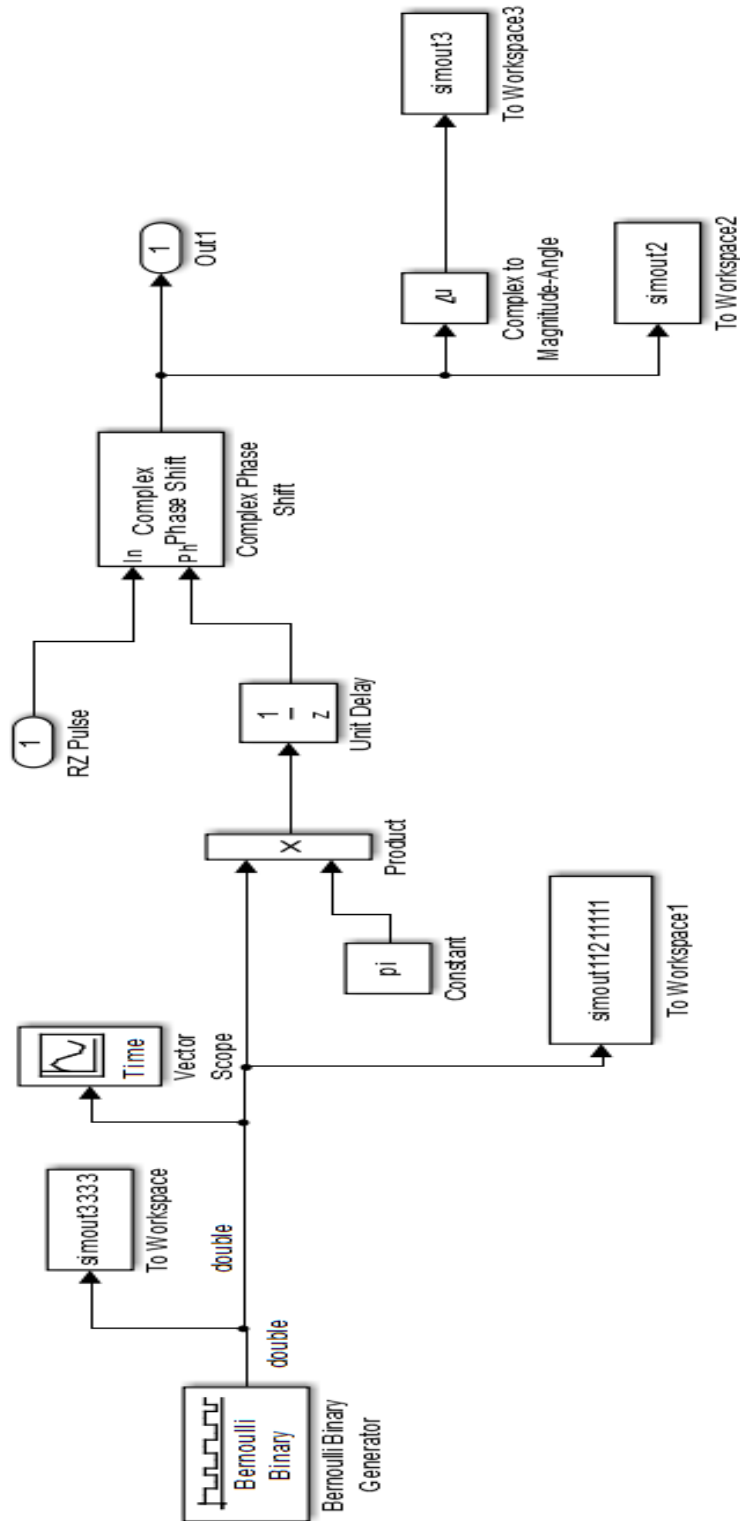 Bernoulli
Binary
Bernoulli Binary
Generator
double
simout3333
To Workspace
double
Time
Vector
Scope
simout11211111
To Workspace1
pi
Constant
X
Product
1
RZ Pulse
1
z
Unit Delay
In
Ph
Complex
Phase Shift
Complex Phase
Shift
1
Out1
∠u
Complex to
Magnitude-Angle
simout2
To Workspace2
simout3
To Workspace3